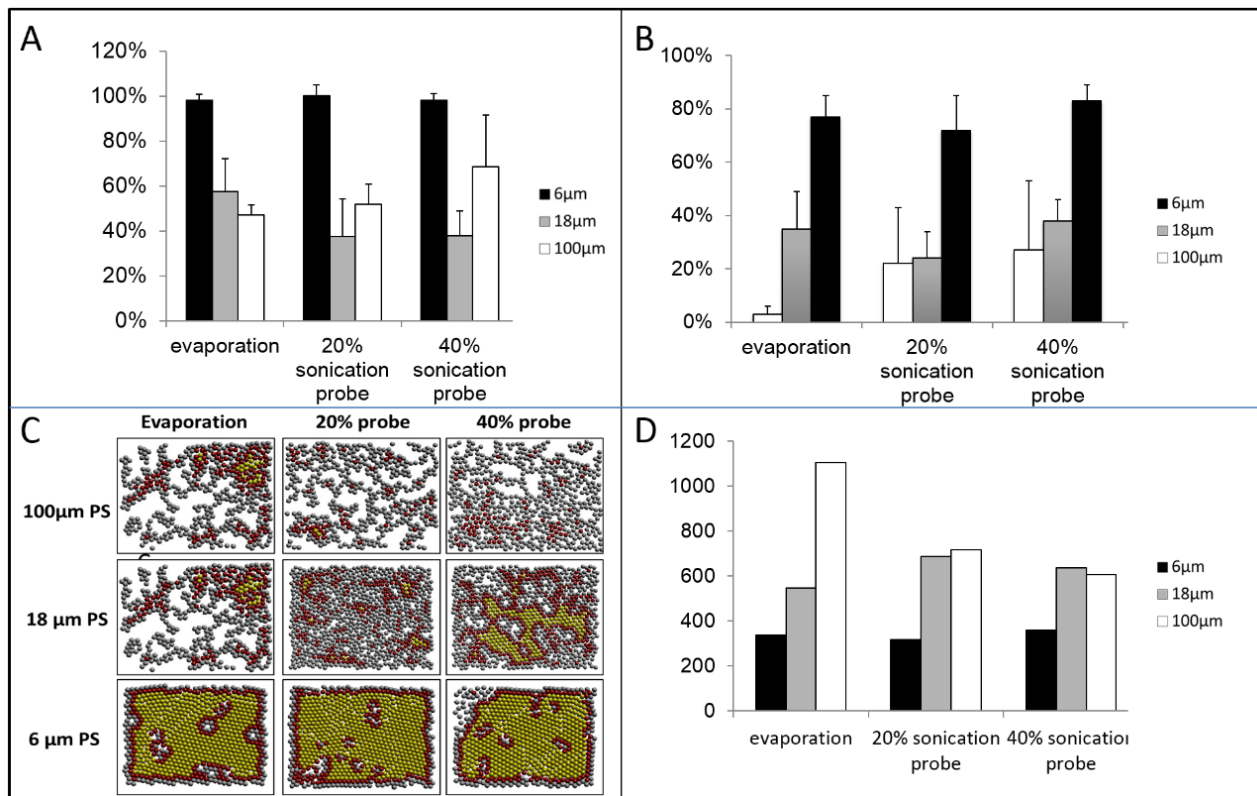 A
120%
100%
80%
60%
40%
20%
0%
evaporation
20%
sonication
probe
40%
sonication
probe
6µm
18µm
100µm
B
100%
80%
60%
40%
20%
0%
evaporation
20%
sonication
probe
40%
sonication
probe
6µm
18µm
100µm
C
Evaporation 20% probe 40% probe
100µm PS
18 µm PS
6 µm PS
D
1200
1000
800
600
400
200
0
evaporation
20% sonication
probe
40% sonication
probe
6µm
18µm
100µm